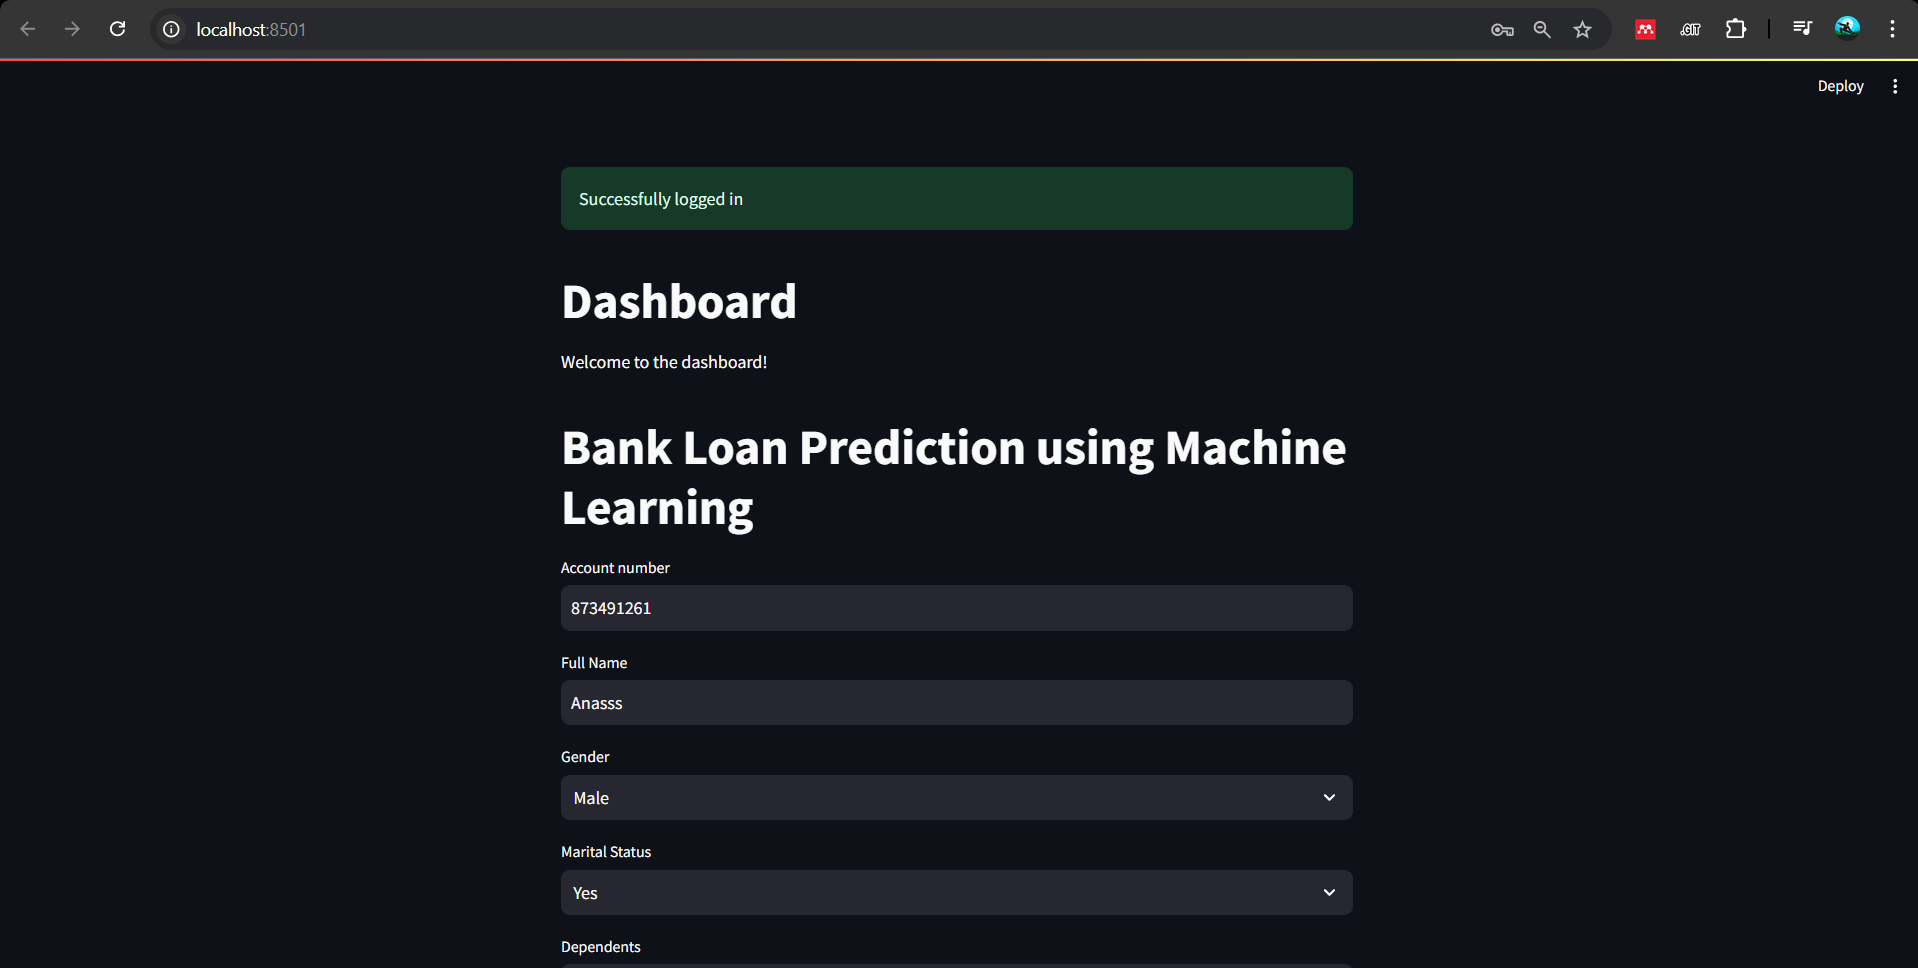 localhost:8501
.GIT
Deploy
Successfully logged in
Dashboard
Welcome to the dashboard!
Bank Loan Prediction using Machine
Learning
Account number
873491261
Full Name
Anasss
Gender
Male
Marital Status
Yes
Dependents